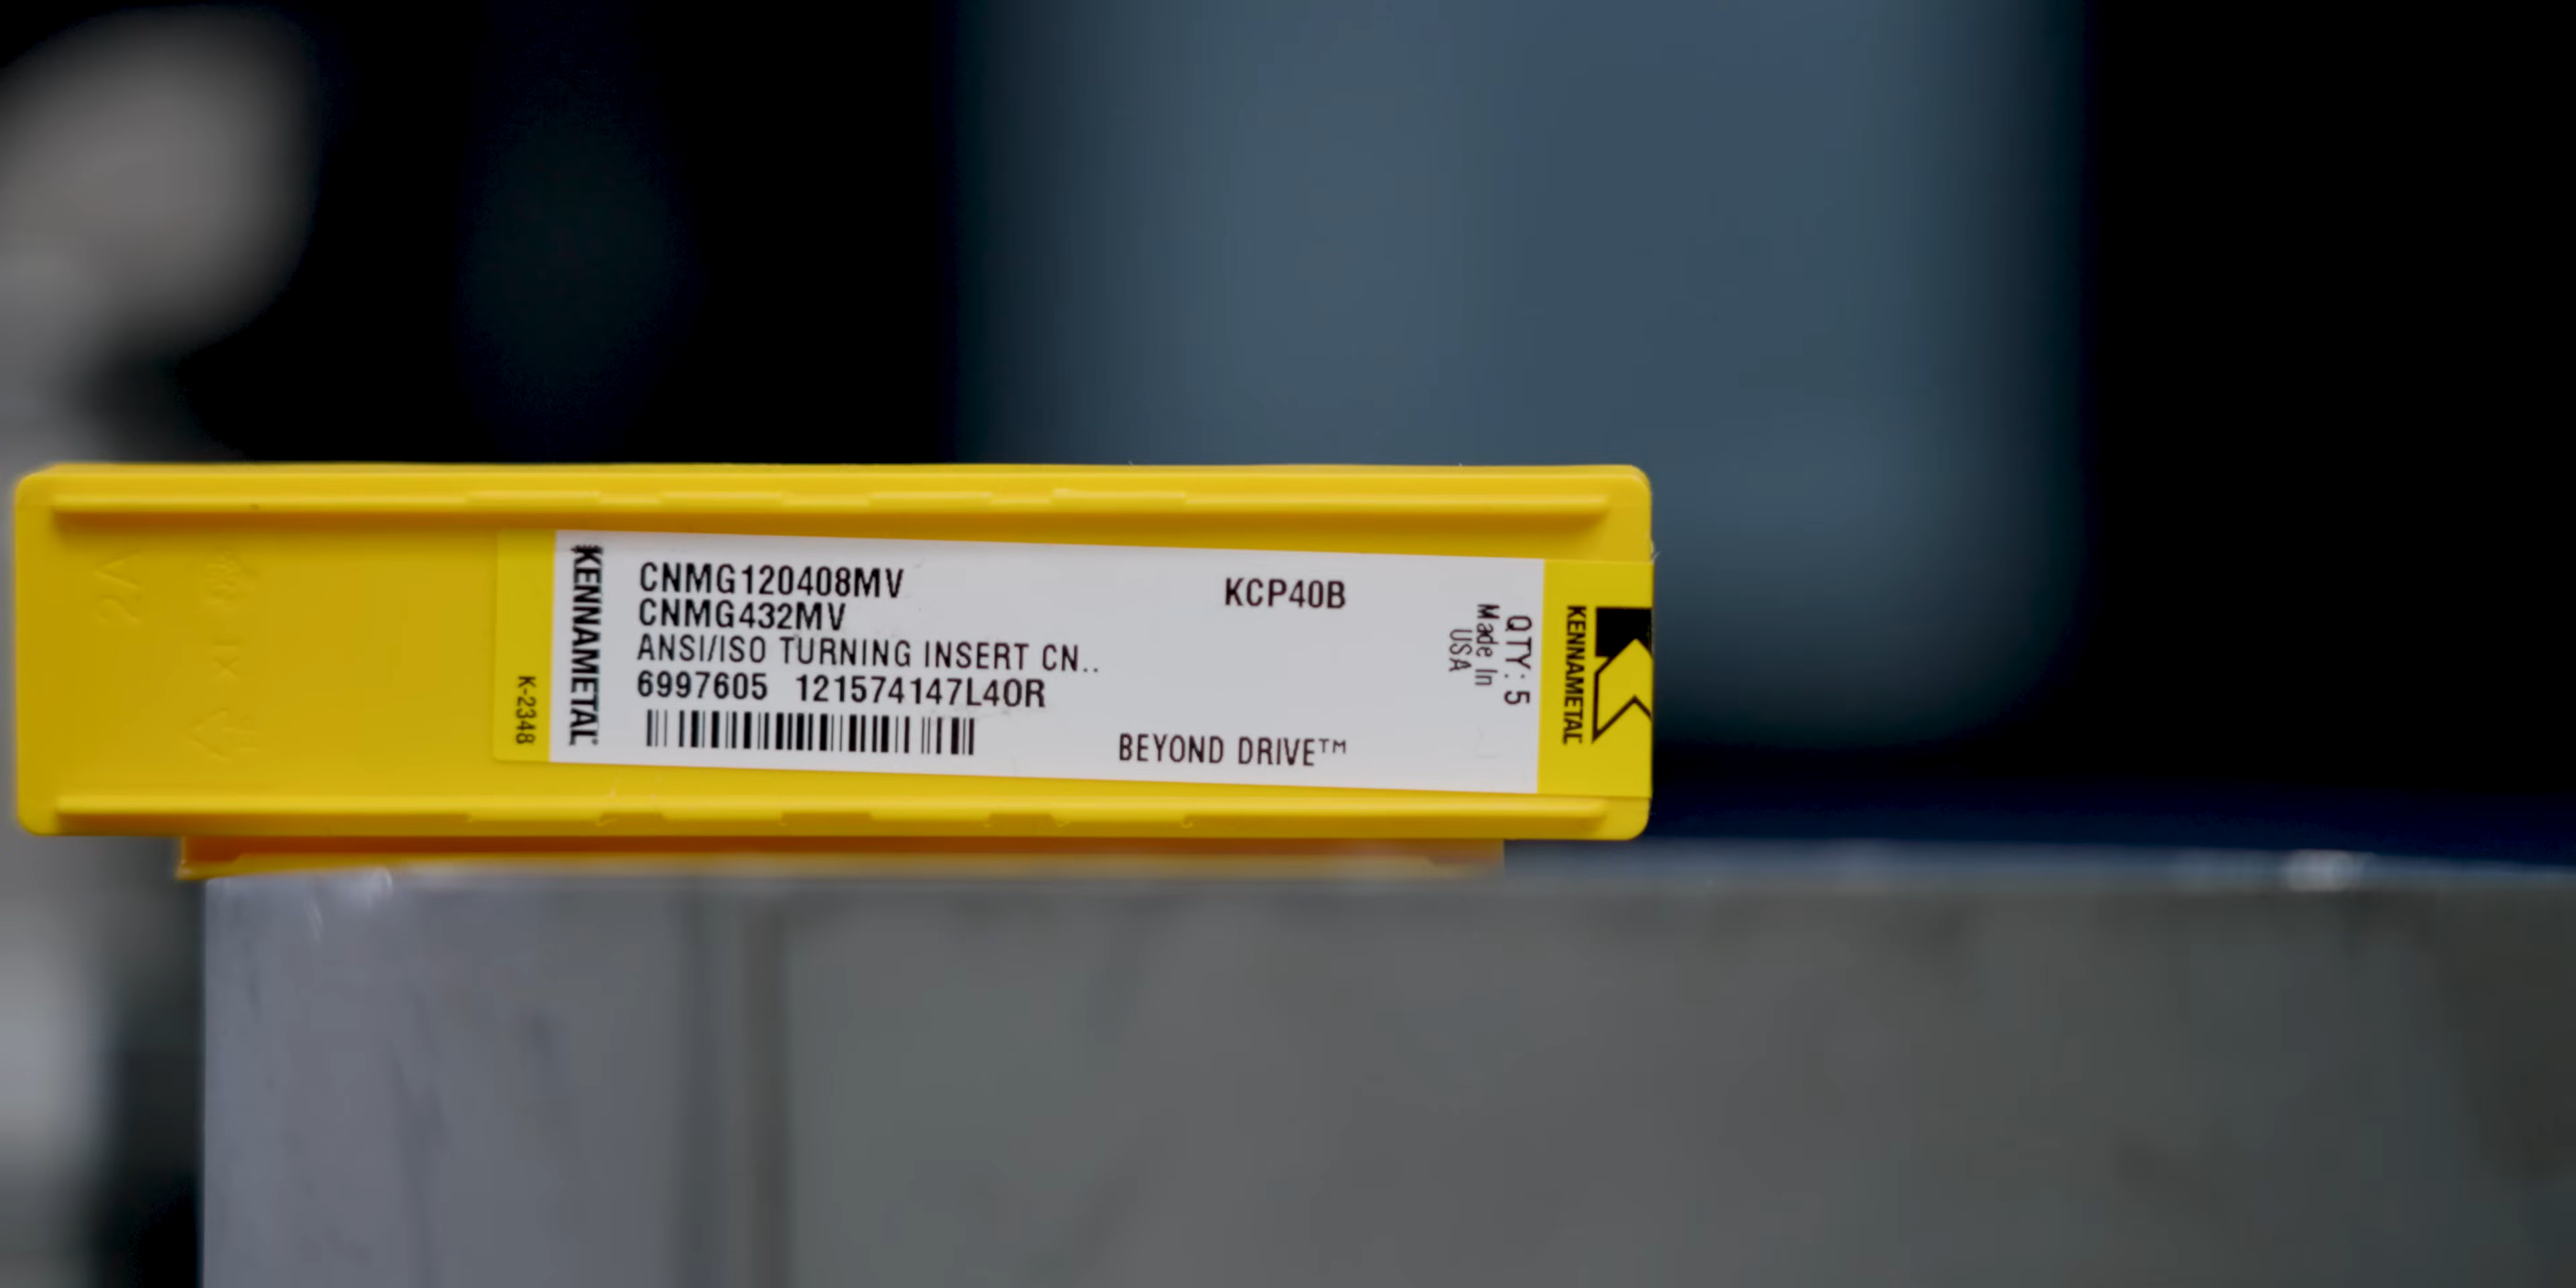 KENNAMETAL
K-2348
CNMG120408MV
CNMG432MV
ANSI/ISO TURNING INSERT CN..
6997605 121574147L40R
KCP40B
BEYOND DRIVE™
QTY: 5
Made In
USA
KENNAMETAL
2A